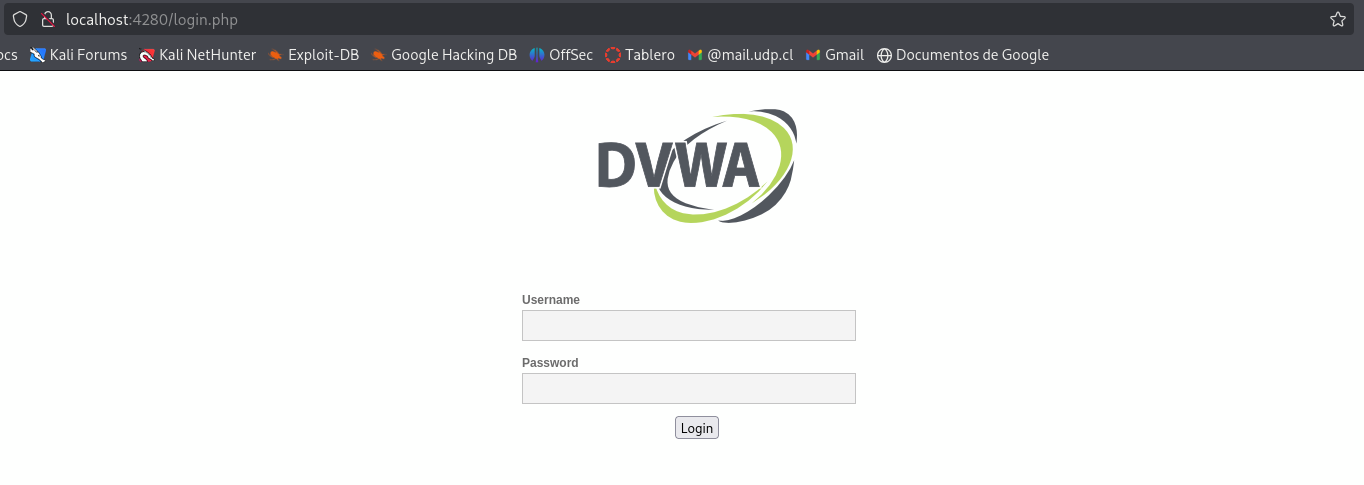 localhost:4280/login.php
ocs Kali Forums Kali NetHunter Exploit-DB Google Hacking DB OffSec Tablero @mail.udp.cl Gmail Documentos de Google
DVWA
Username
Password
Login